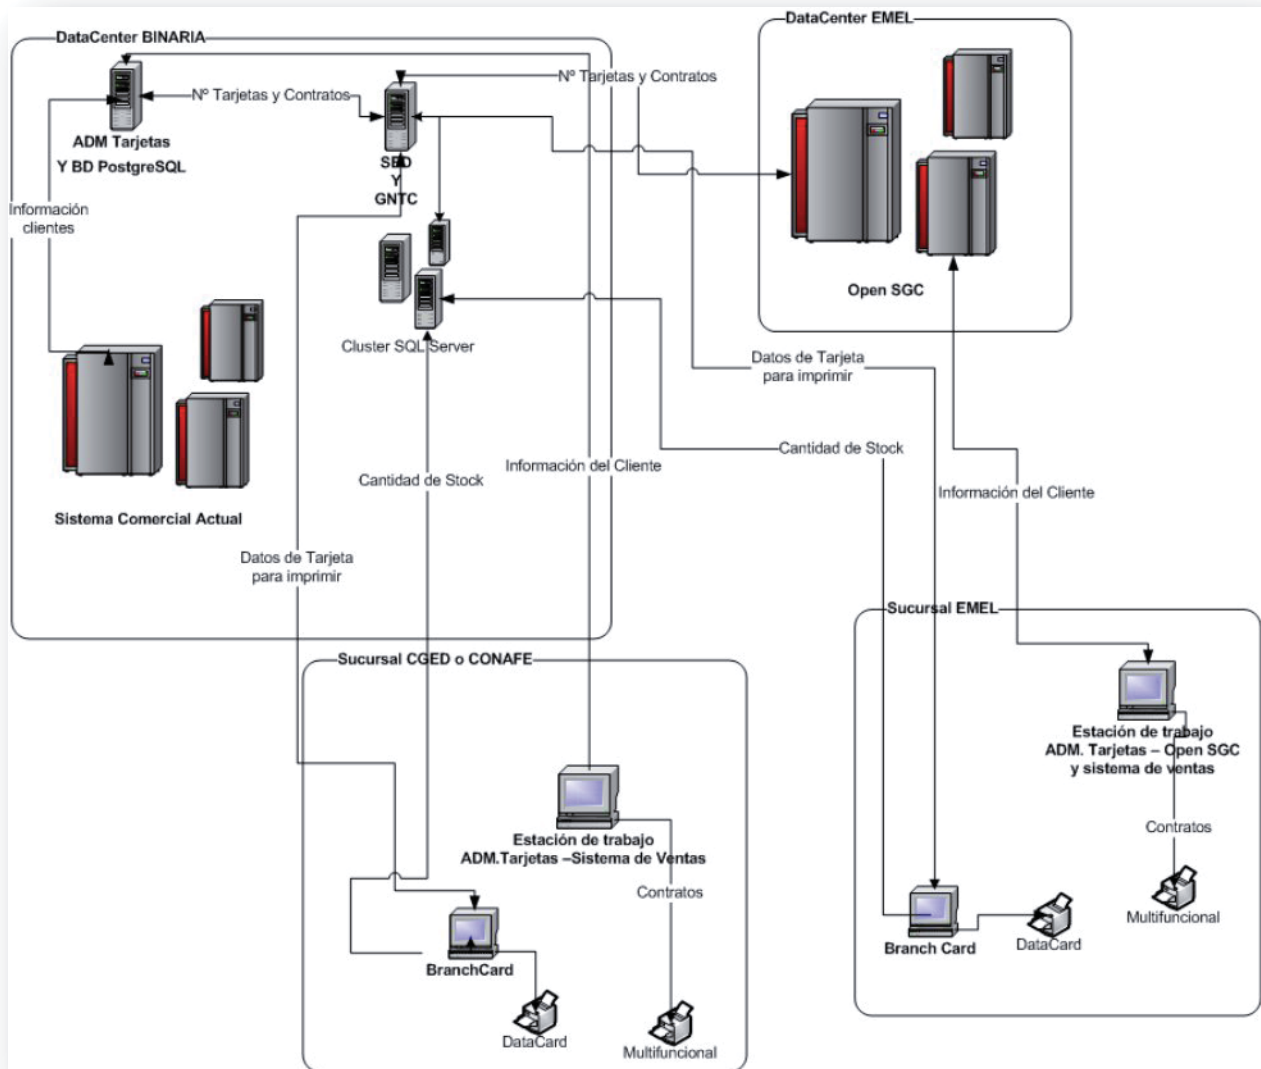 DataCenter BINARIA
DataCenter EMEL
Nº Tarjetas y Contratos
Nº Tarjetas y Contratos
ADM Tarjetas
Y BD PostgreSQL
SEO
Y
GNTC
Información
clientes
Open SGC
Cluster SQL Server
Datos de Tarjeta
para imprimir
Cantidad de Stock
Información del Cliente
Cantidad de Stock
Información del Cliente
Sistema Comercial Actual
Datos de Tarjeta
para imprimir
Sucursal EMEL
Sucursal CGED o CONAFE
Estación de trabajo
ADM. Tarjetas – Open SGC
y sistema de ventas
Contratos
Estación de trabajo
ADM.Tarjetas –Sistema de Ventas
Contratos
Multifuncional
Branch Card
DataCard
BranchCard
DataCard
Multifuncional